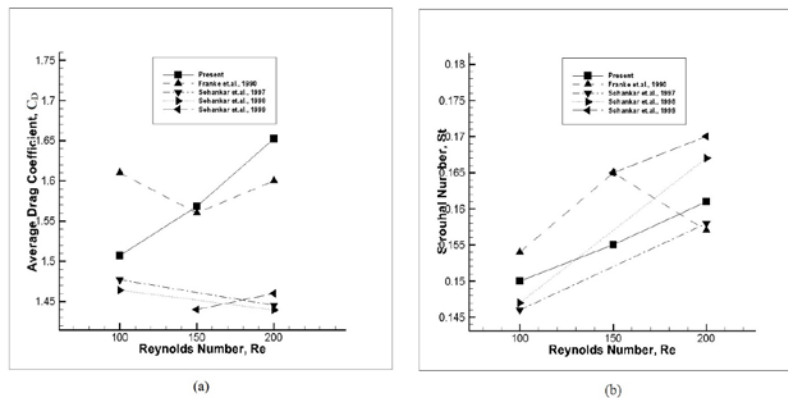 1.75
1.7
1.65
1.6
1.55
1.5
1.45
Average Drag Coefficient, CD
Present
Franke et.al., 1990
Sohankar et.al., 1997
Sohankar et.al., 1998
Sohankar et.al., 1999
100
150
200
Reynolds Number, Re
(a)
0.18
0.175
0.17
0.165
0.16
0.155
0.15
0.145
Strouhal Number, St
Present
Franke et.al., 1990
Sohankar et.al., 1997
Sohankar et.al., 1998
Sohankar et.al., 1999
100
150
200
Reynolds Number, Re
(b)